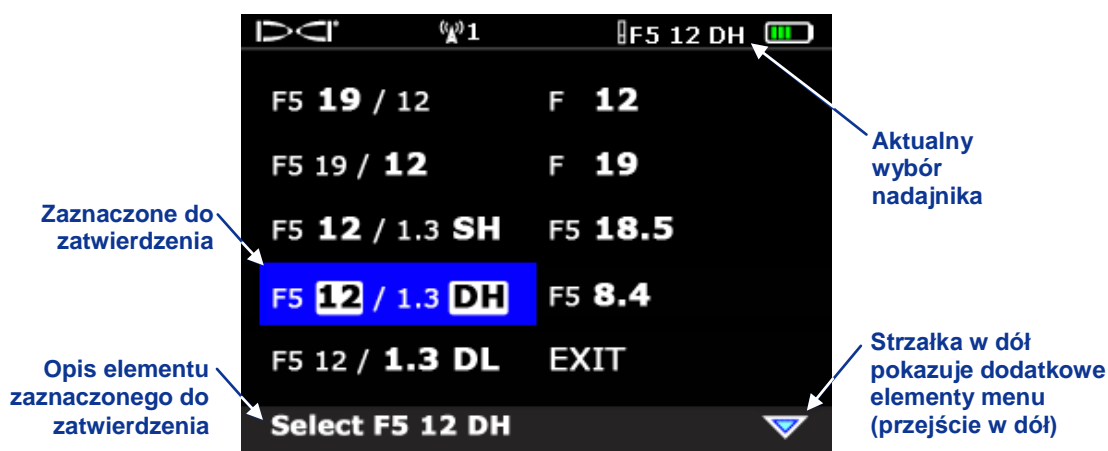 DCI 1 F5 12 DH
F5 19 / 12 F 12
F5 19 / 12 F 19
F5 12 / 1.3 SH F5 18.5
F5 12 / 1.3 DH F5 8.4
F5 12 / 1.3 DL EXIT
Select F5 12 DH
Aktualny
wybór
nadajnika
Zaznaczone do
zatwierdzenia
Opis elementu
zaznaczonego do
zatwierdzenia
Strzałka w dół
pokazuje dodatkowe
elementy menu
(przejście w dół)